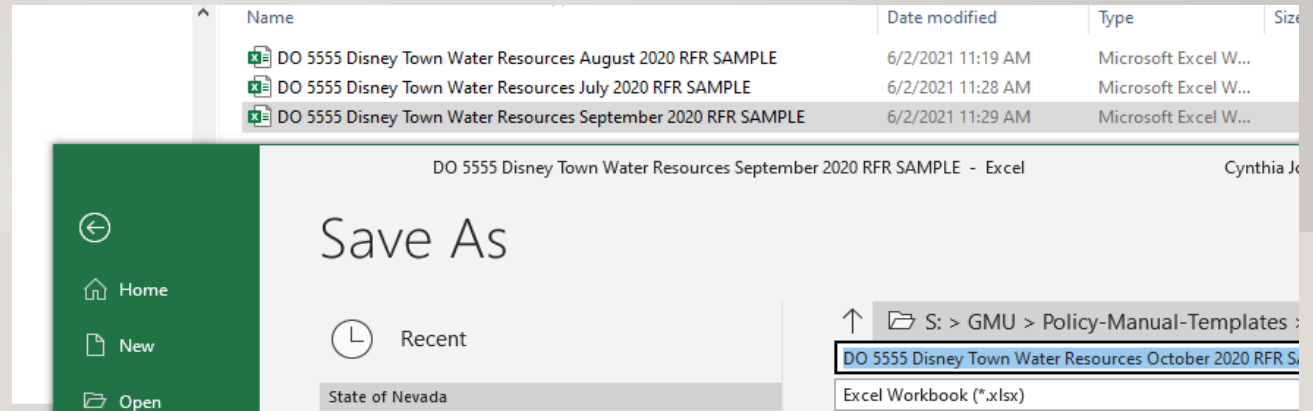 Name Date modified Type Size
DO 5555 Disney Town Water Resources August 2020 RFR SAMPLE 6/2/2021 11:19 AM Microsoft Excel W...
DO 5555 Disney Town Water Resources July 2020 RFR SAMPLE 6/2/2021 11:28 AM Microsoft Excel W...
DO 5555 Disney Town Water Resources September 2020 RFR SAMPLE 6/2/2021 11:29 AM Microsoft Excel W...
DO 5555 Disney Town Water Resources September 2020 RFR SAMPLE - Excel Cynthia
Save As
Home
New
Open
Recent
State of Nevada
S: > GMU > Policy-Manual-Templates >
DO 5555 Disney Town Water Resources October 2020 RFR
Excel Workbook (*.xlsx)